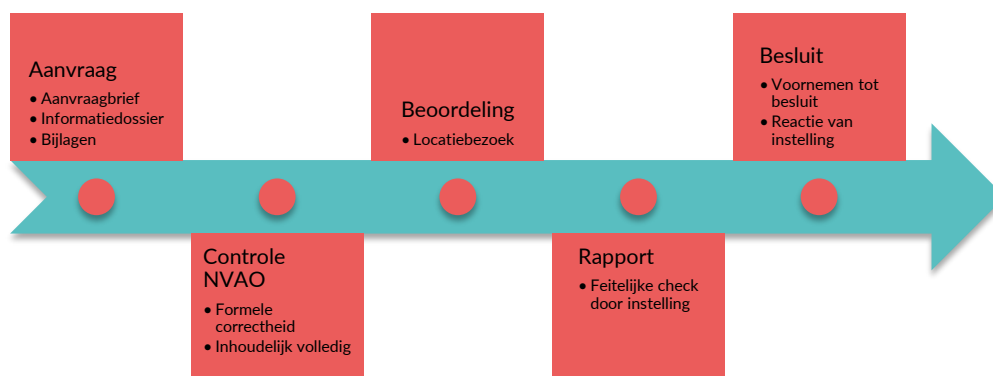 Aanvraag
• Aanvraagbrief
• Informatiedossier
• Bijlagen
Controle
NVAO
• Formele
correctheid
• Inhoudelijk volledig
Beoordeling
• Locatiebezoek
Rapport
• Feitelijke check
door instelling
Besluit
• Voornemen tot
besluit
• Reactie van
instelling